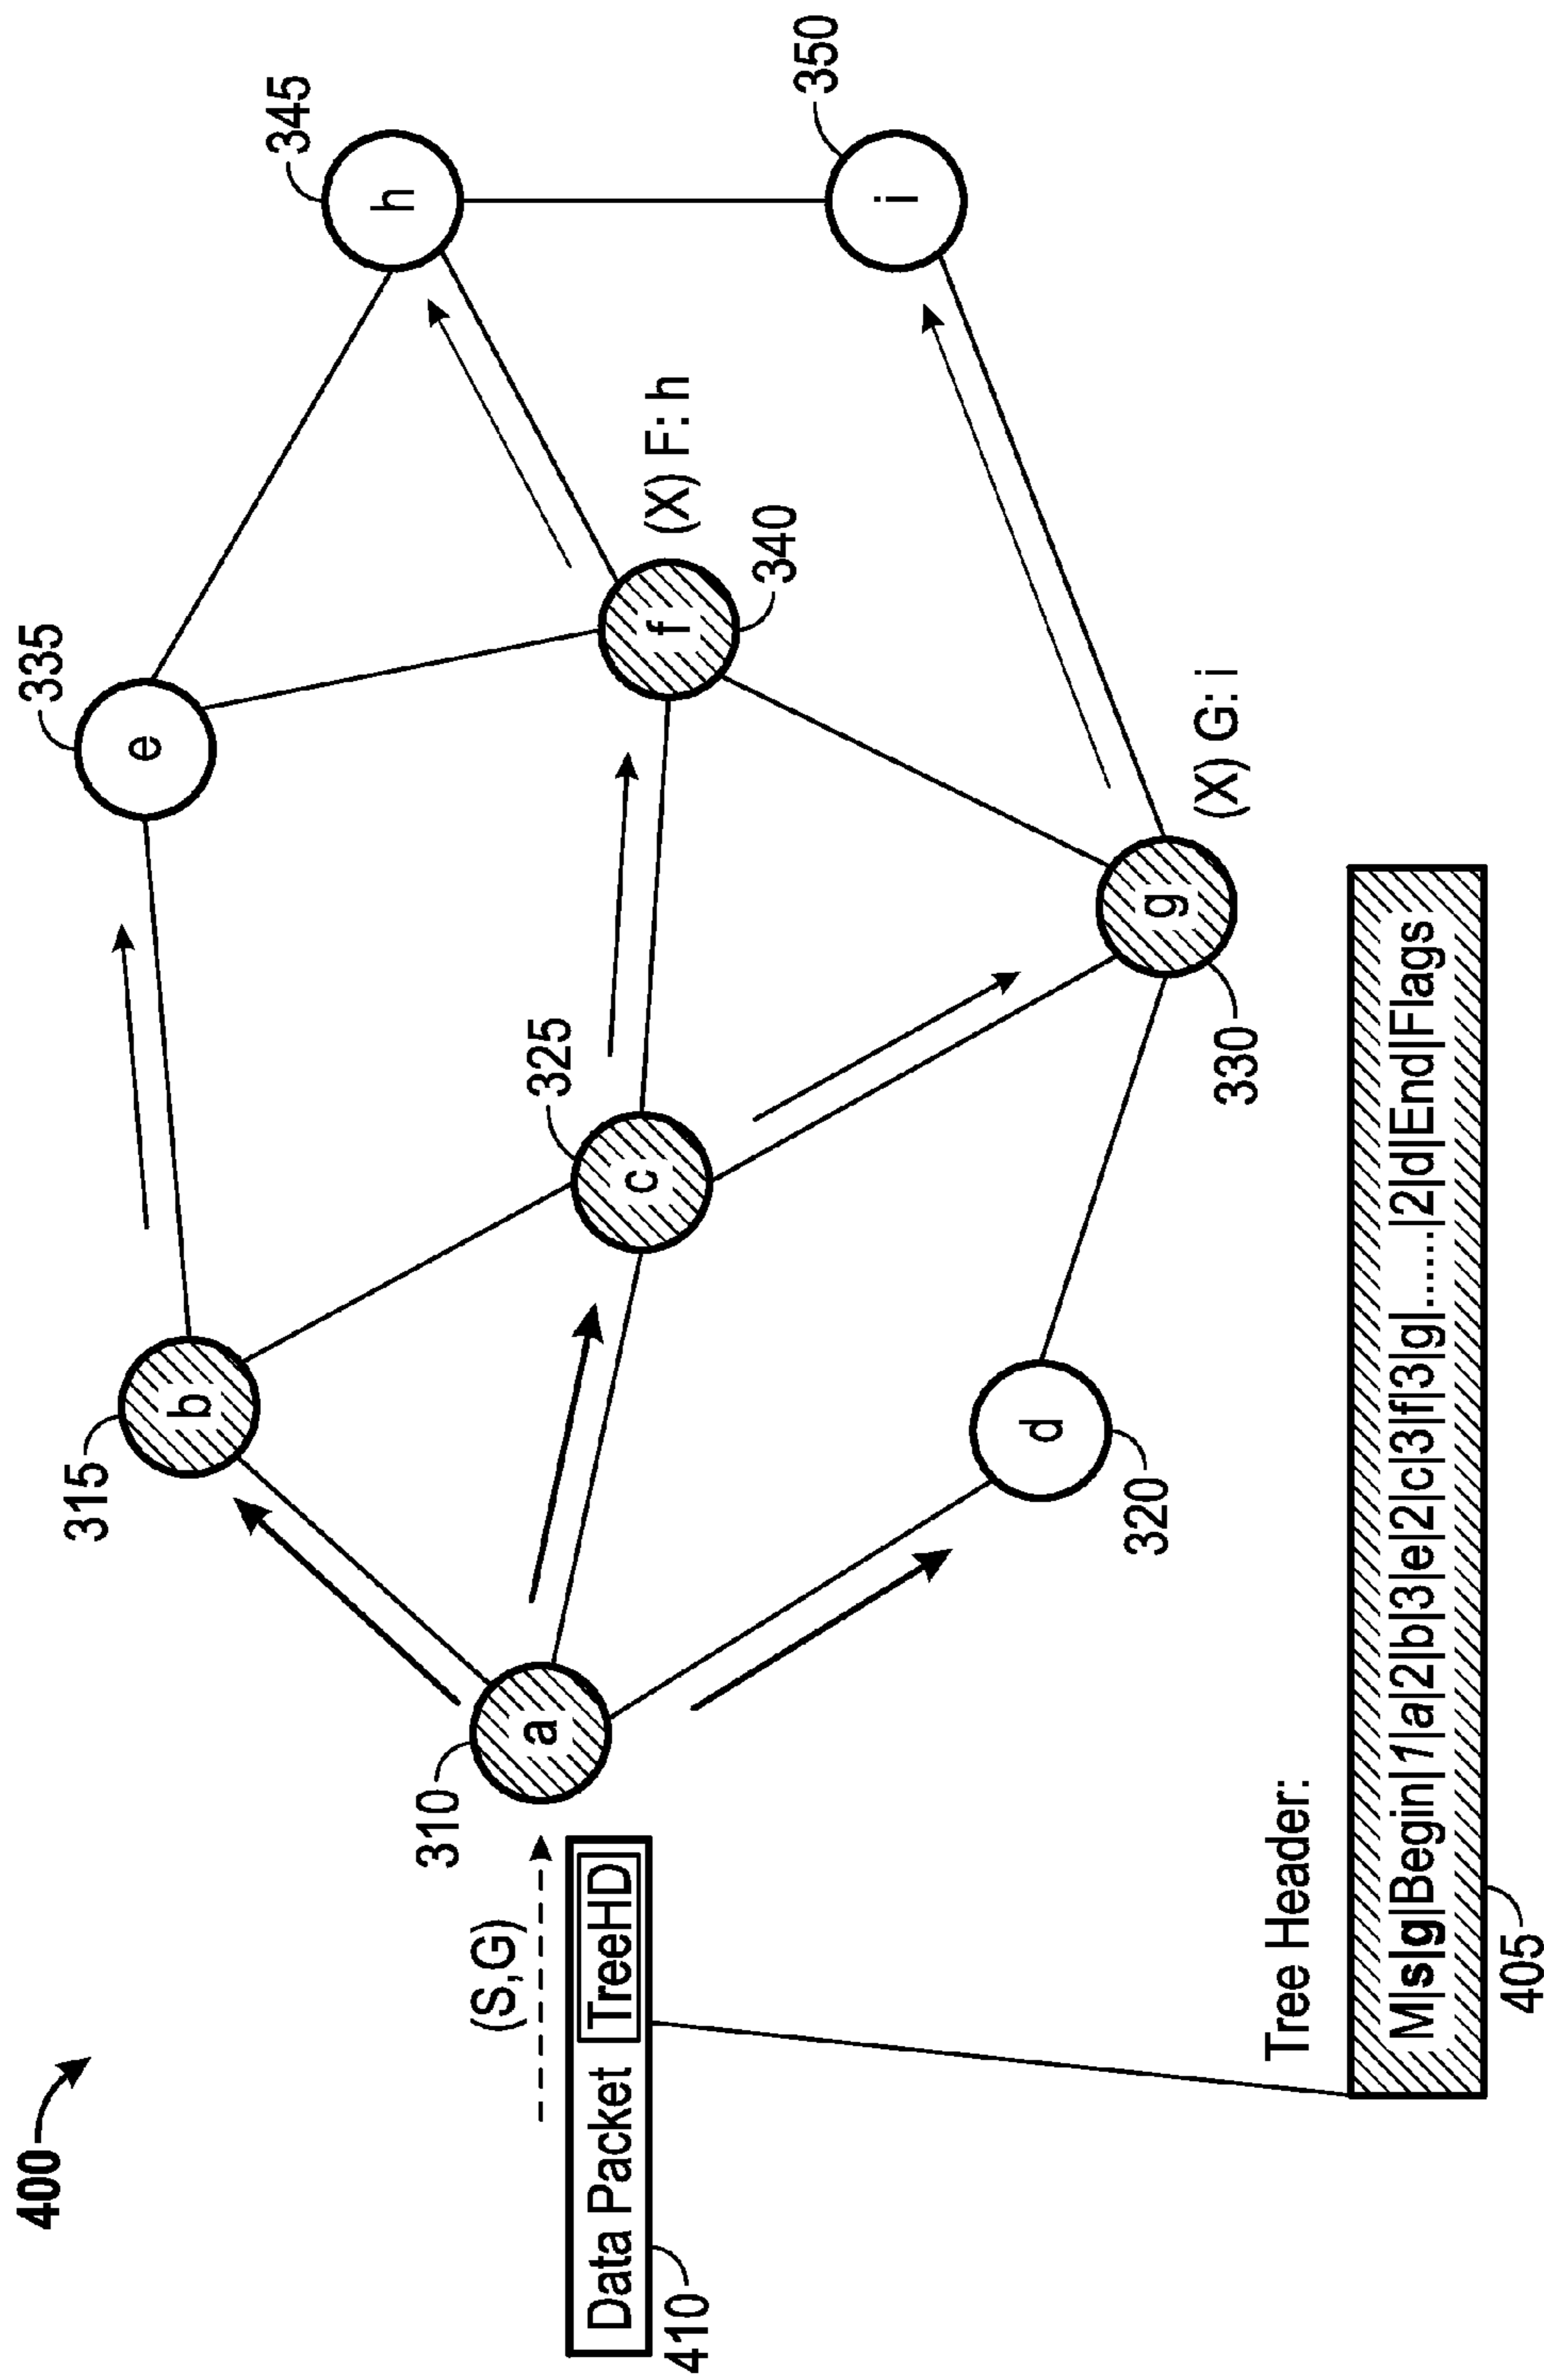 400
345
h
335
e
350
i
(X) F: h
f
340
315
b
325
c
(X) G: i
g
330
310
a
d
320
(S,G)
Data Packet TreeHD
410
Tree Header:
M|s|g|Begin|1|a|2|b|3|e|2|c|3|f|3|g|......|2|d|End|Flags
405